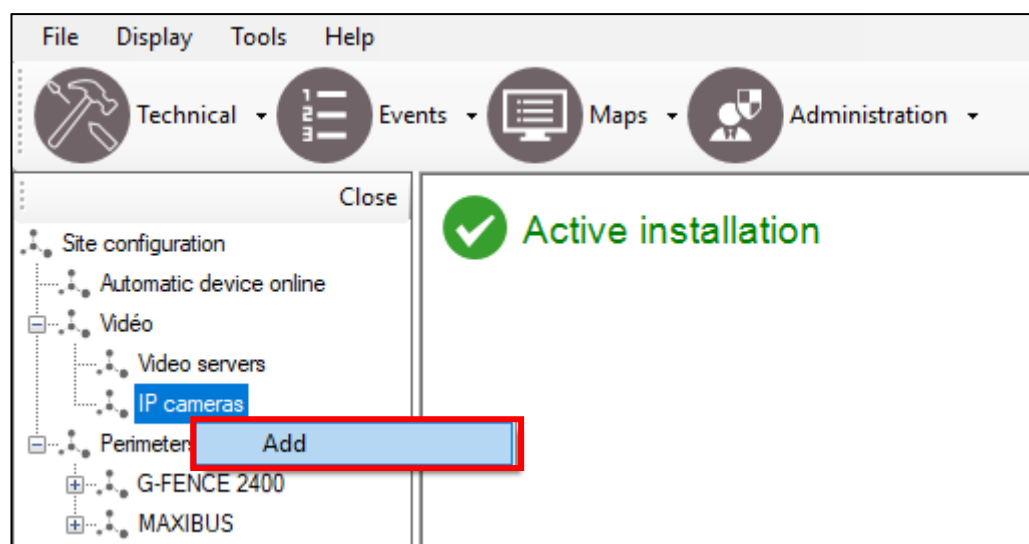 File Display Tools Help
Technical Events Maps Administration
Close
Active installation
Site configuration
Automatic device online
Vidéo
Video servers
IP cameras
Perimeters Add
G-FENCE 2400
MAXIBUS